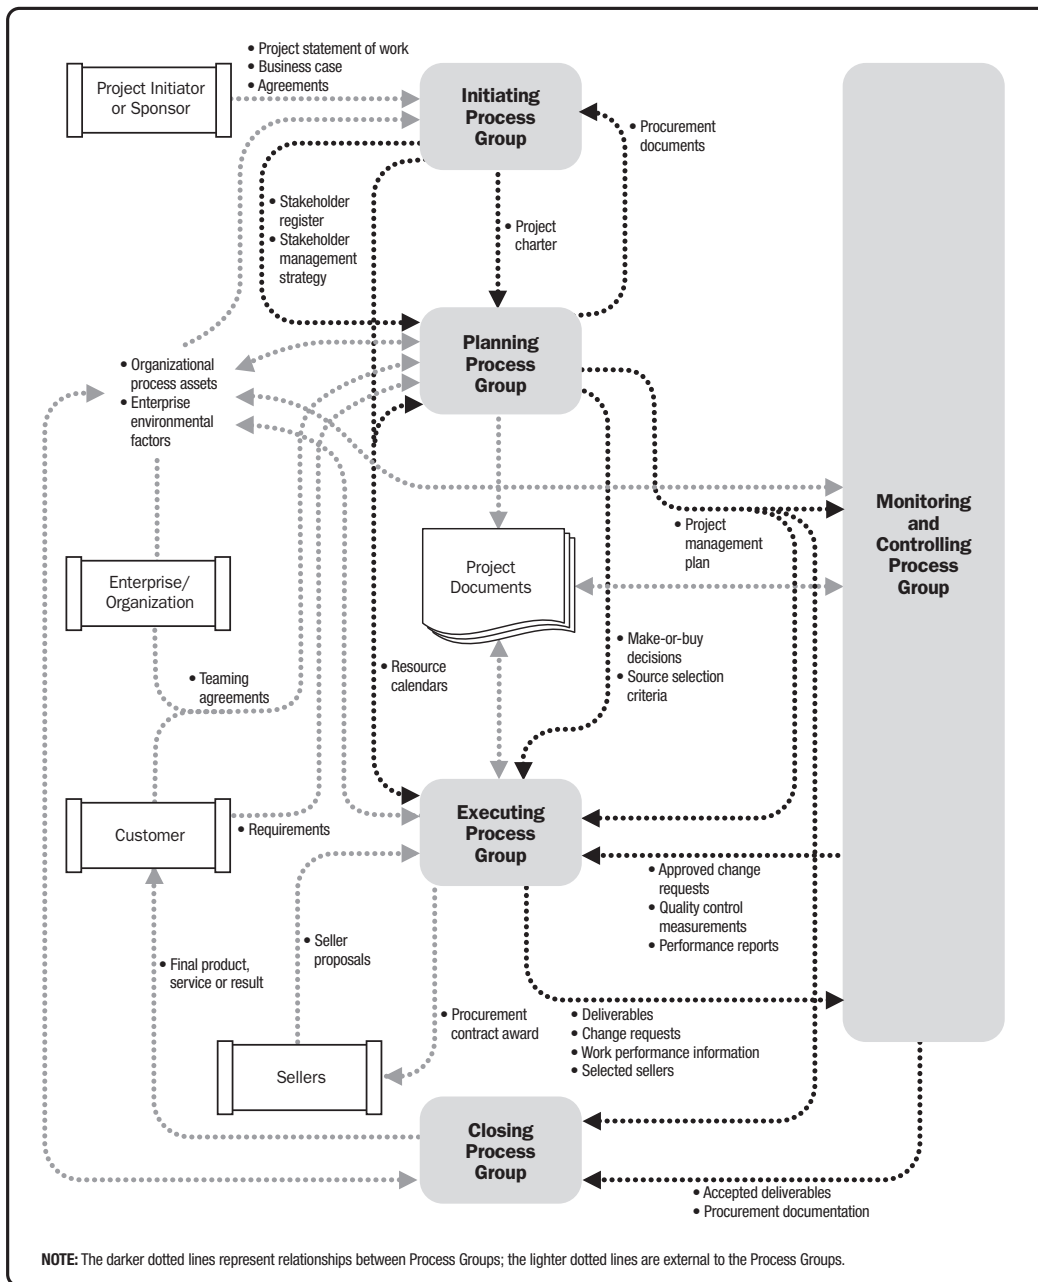 • Project statement of work
• Business case
• Agreements
Project Initiator
or Sponsor
Initiating
Process
Group
• Procurement
documents
• Stakeholder
register
• Stakeholder
management
strategy
• Project
charter
Planning
Process
Group
• Organizational
process assets
• Enterprise
environmental
factors
Monitoring
and
Controlling
Process
Group
• Project
management
plan
Project
Documents
Enterprise/
Organization
• Make-or-buy
decisions
• Source selection
criteria
• Resource
calendars
• Teaming
agreements
Customer
• Requirements
Executing
Process
Group
• Approved change
requests
• Quality control
measurements
• Performance reports
• Seller
proposals
• Final product,
service or result
• Procurement
contract award
• Deliverables
• Change requests
• Work performance information
• Selected sellers
Sellers
Closing
Process
Group
• Accepted deliverables
• Procurement documentation
NOTE: The darker dotted lines represent relationships between Process Groups; the lighter dotted lines are external to the Process Groups.